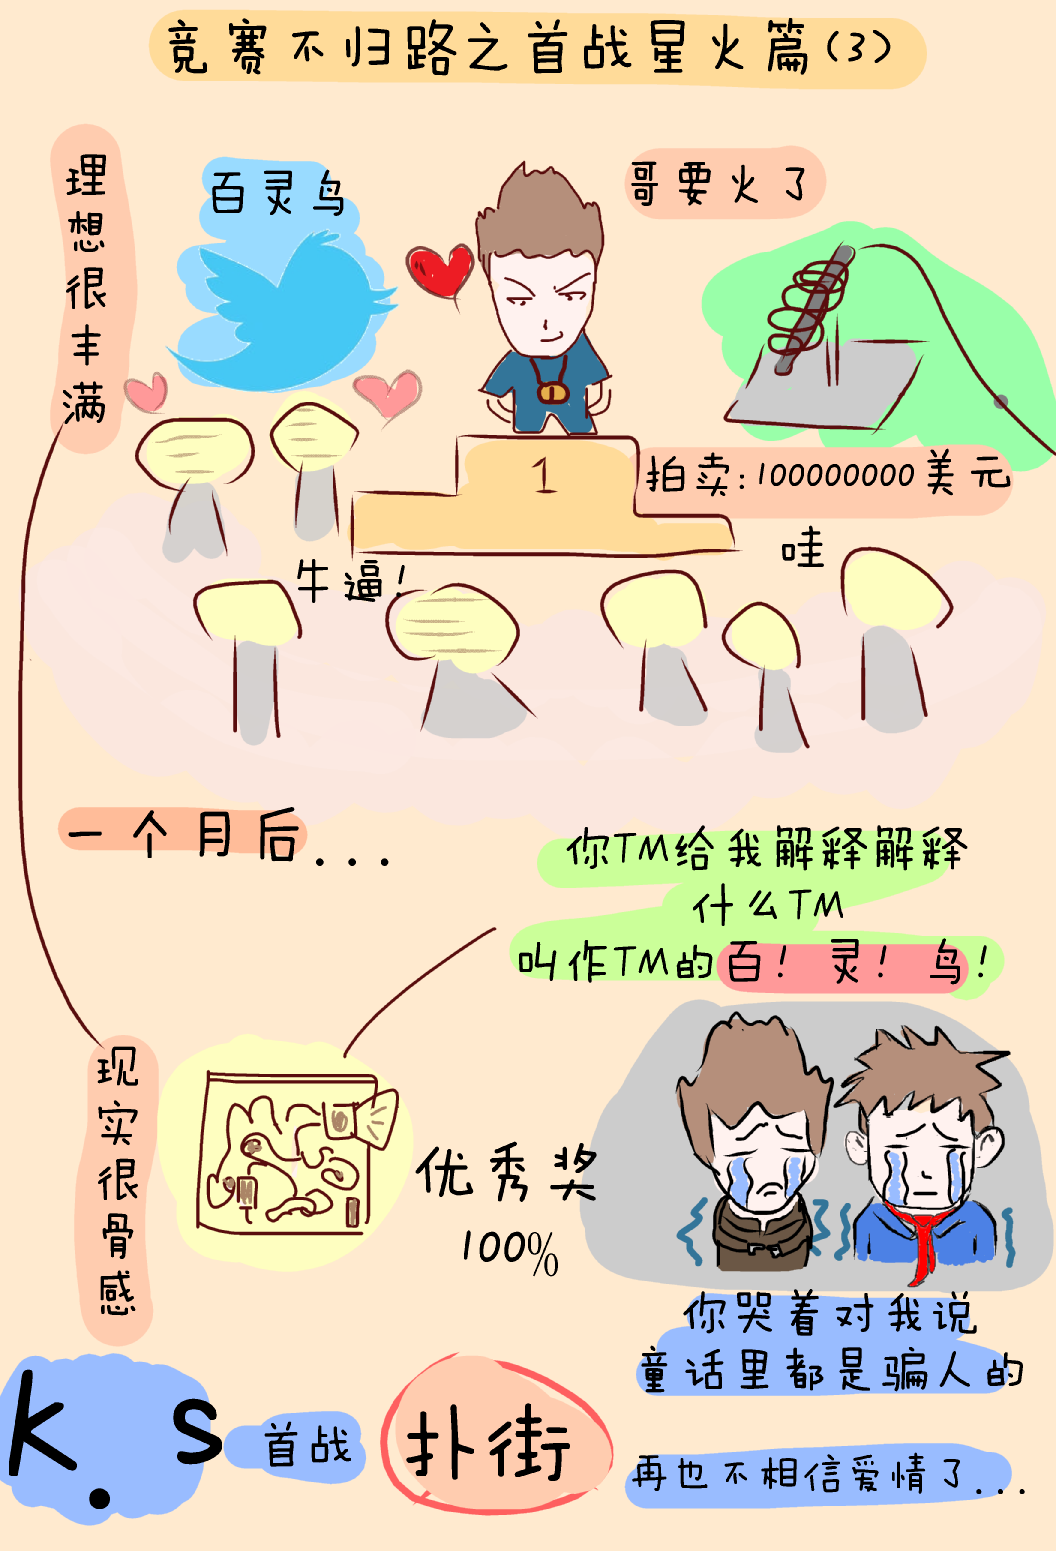 竞赛不归路之首战星火篇(3)
理想很丰满
百灵鸟
哥要火了
1
拍卖:100000000美元
哇
牛逼!
一个月后...
你TM给我解释解释
什么TM
叫作TM的百!灵!鸟!
现实很骨感
优秀奖
100%
你哭着对我说
童话里都是骗人的
再也不相信爱情了...
k.s
首战
扑街